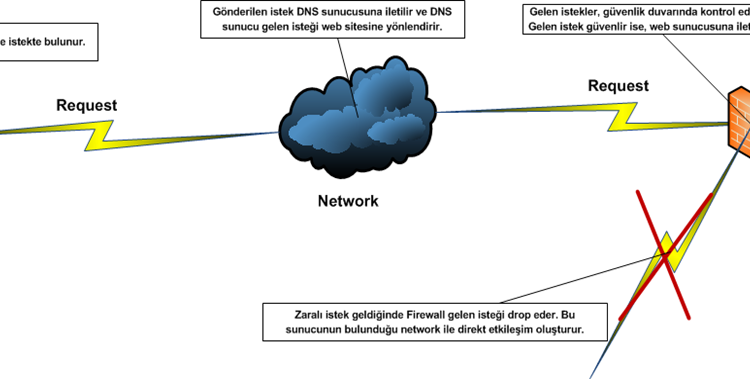 Gönderilen istek DNS sunucusuna iletilir ve DNS
sunucu gelen isteği web sitesine yönlendirir.
Gelen istekler, güvenlik duvarında kontrol ed
Gelen istek güvenlir ise, web sunucusuna ilet
e istekte bulunur.
Request
Request
Network
Zaralı istek geldiğinde Firewall gelen isteği drop eder. Bu
sunucunun bulunduğu network ile direkt etkileşim oluşturur.